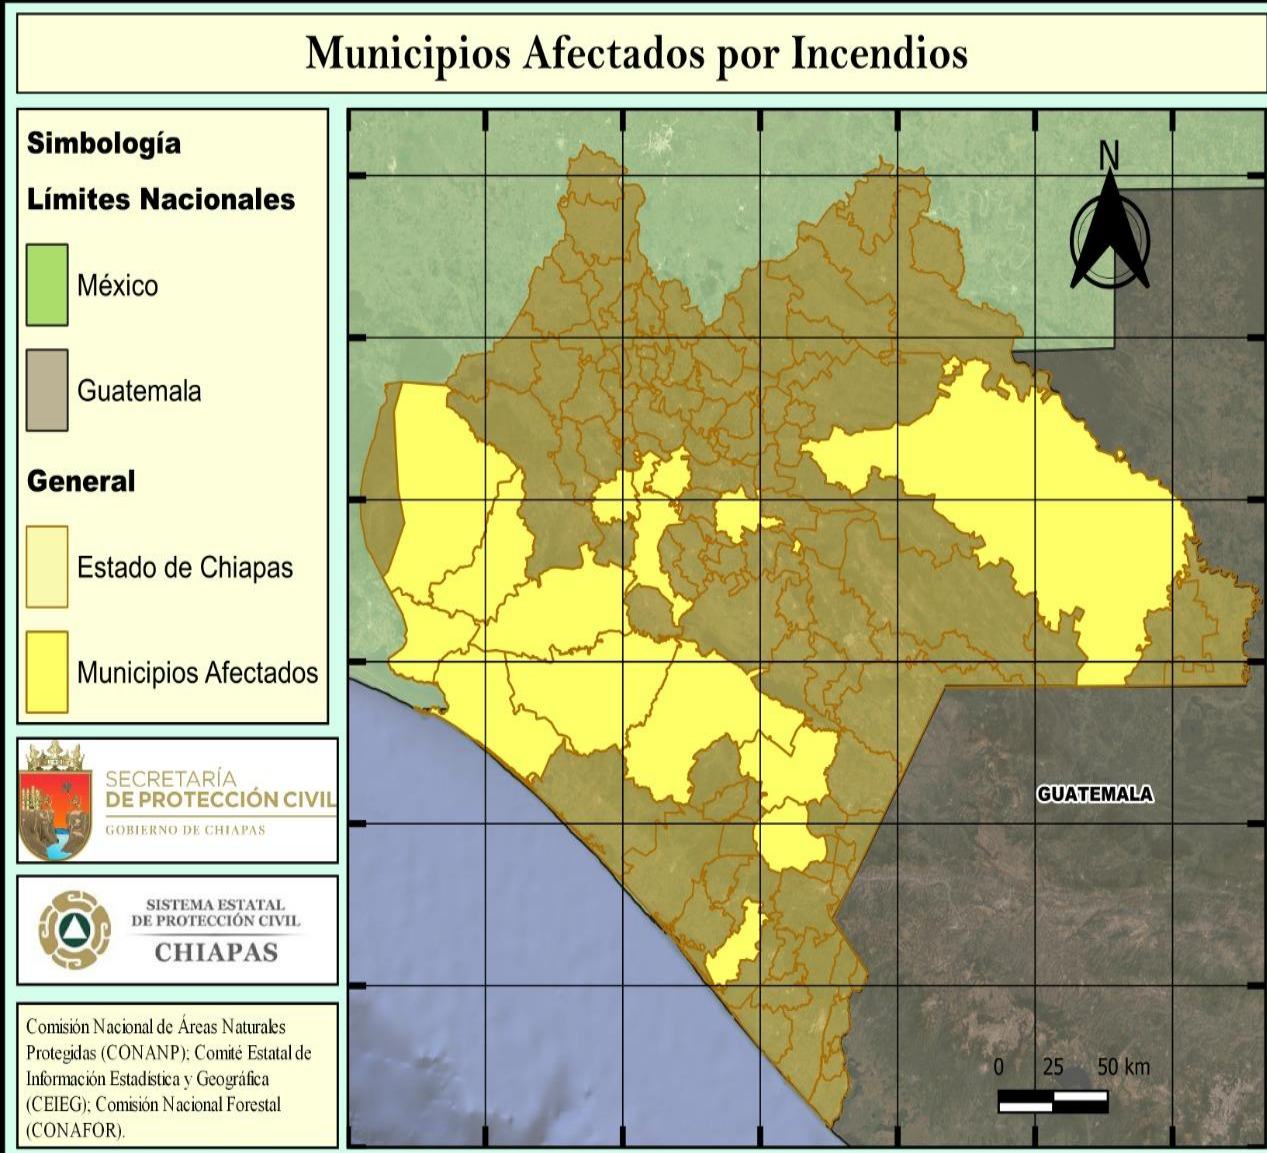 Municipios Afectados por Incendios
Simbología
Límites Nacionales
México
Guatemala
General
Estado de Chiapas
Municipios Afectados
SECRETARÍA
DE PROTECCIÓN CIVIL
GOBIERNO DE CHIAPAS
SISTEMA ESTATAL
DE PROTECCIÓN CIVIL
CHIAPAS
Comisión Nacional de Áreas Naturales
Protegidas (CONANP); Comité Estatal de
Información Estadística y Geográfica
(CEIEG); Comisión Nacional Forestal
(CONAFOR).
N
GUATEMALA
0 25 50 km